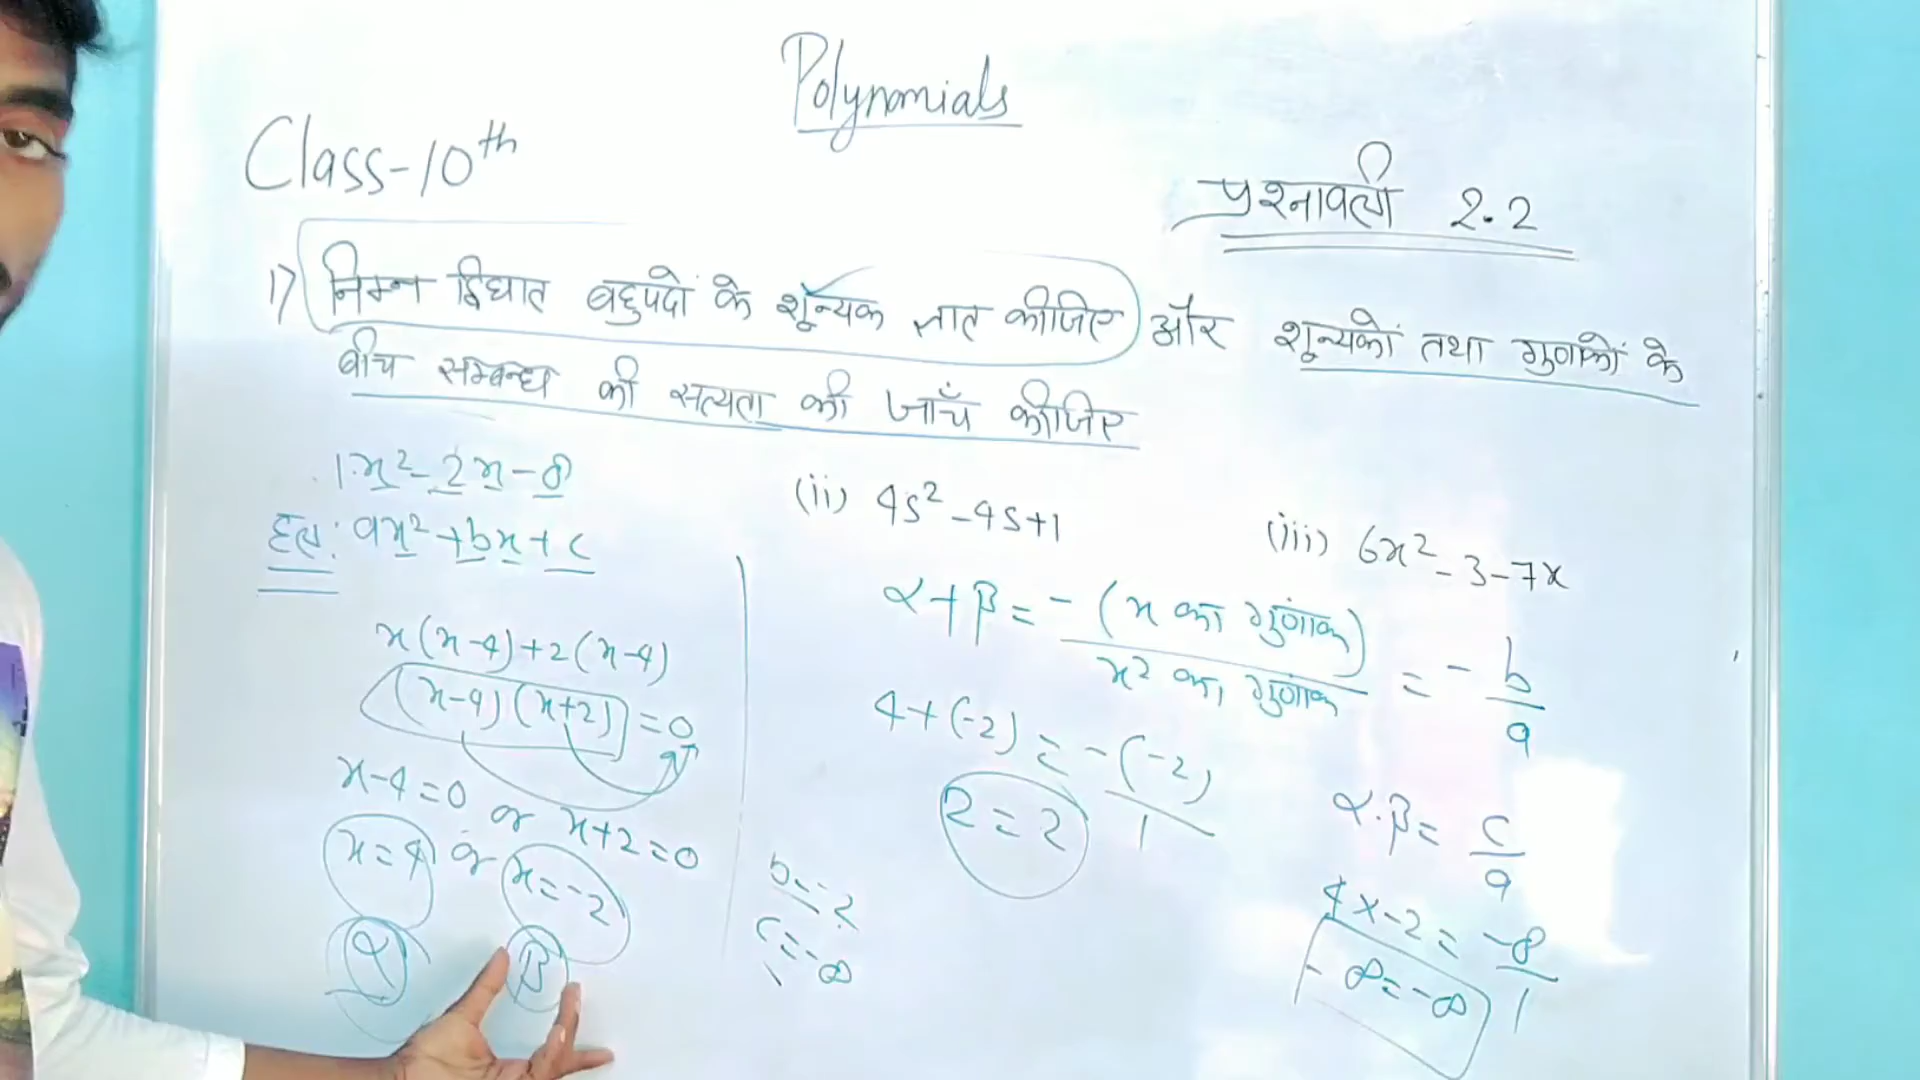 Polynomials
Class-10th
प्रश्नावली 2.2
1) निम्न द्विघात बहुपदों के शून्यक ज्ञात कीजिए और शून्यकों तथा गुणांकों के
बीच सम्बन्ध की सत्यता की जाँच कीजिए
1x² - 2x - 8
(ii) 4s² - 4s + 1
(iii) 6x² - 3 - 7x
हल: ax² + bx + c
x(x-4) + 2(x-4)
(x-4)(x+2) = 0
x-4=0 or x+2=0
x=4 or x=-2
α β
b=-2
c=-8
α+β = -(x का गुणांक) / x² का गुणांक = -b/a
4+(-2) = -(-2)/1
2=2
α.β = c/a
4x-2 = -8/1
-8=-8